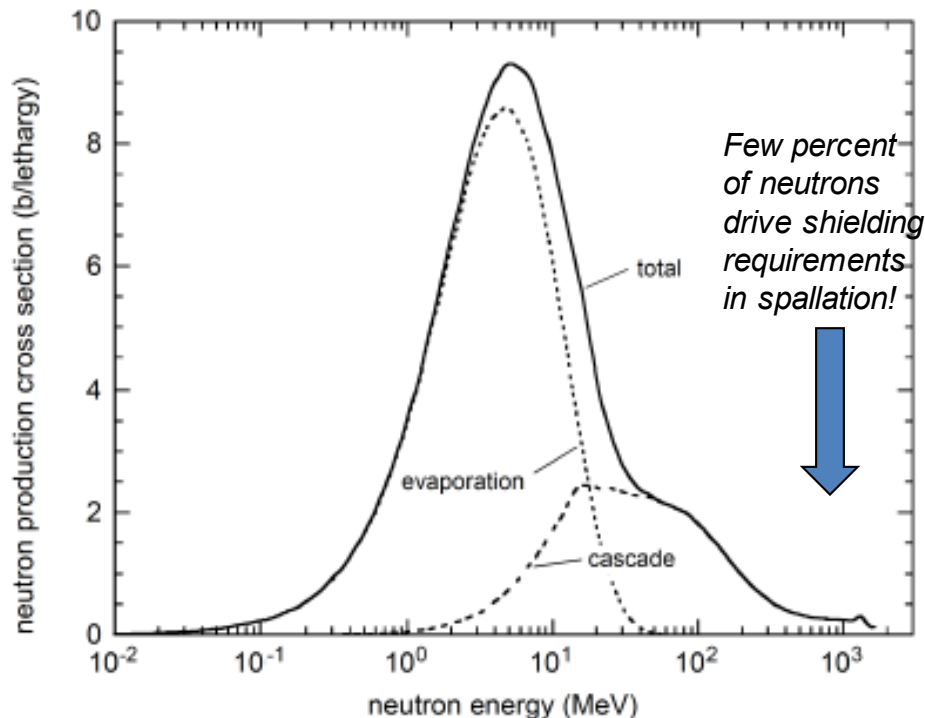 10
8
6
4
2
0
neutron production cross section (b/lethargy)
Few percent
of neutrons
drive shielding
requirements
in spallation!
total
evaporation
cascade
10⁻²
10⁻¹
10⁰
10¹
10²
10³
neutron energy (MeV)